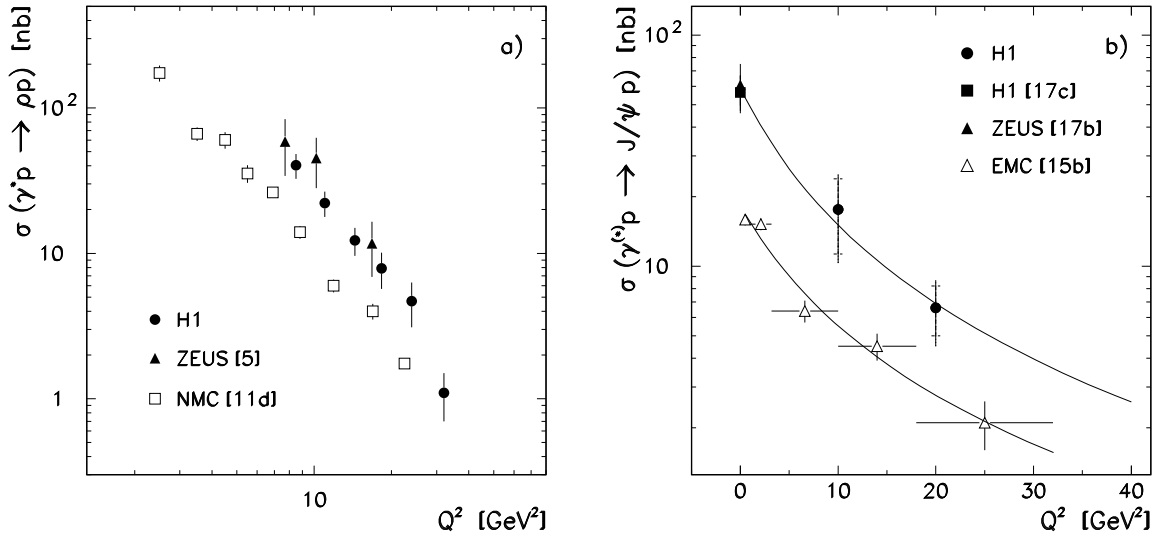 σ (γ*p → ρp) [nb]
a)
10²
10
1
H1
ZEUS [5]
NMC [11d]
10
Q² [GeV²]
σ (γ⁽*⁾p → J/ψ p) [nb]
b)
10²
10
H1
H1 [17c]
ZEUS [17b]
EMC [15b]
0 10 20 30 40
Q² [GeV²]